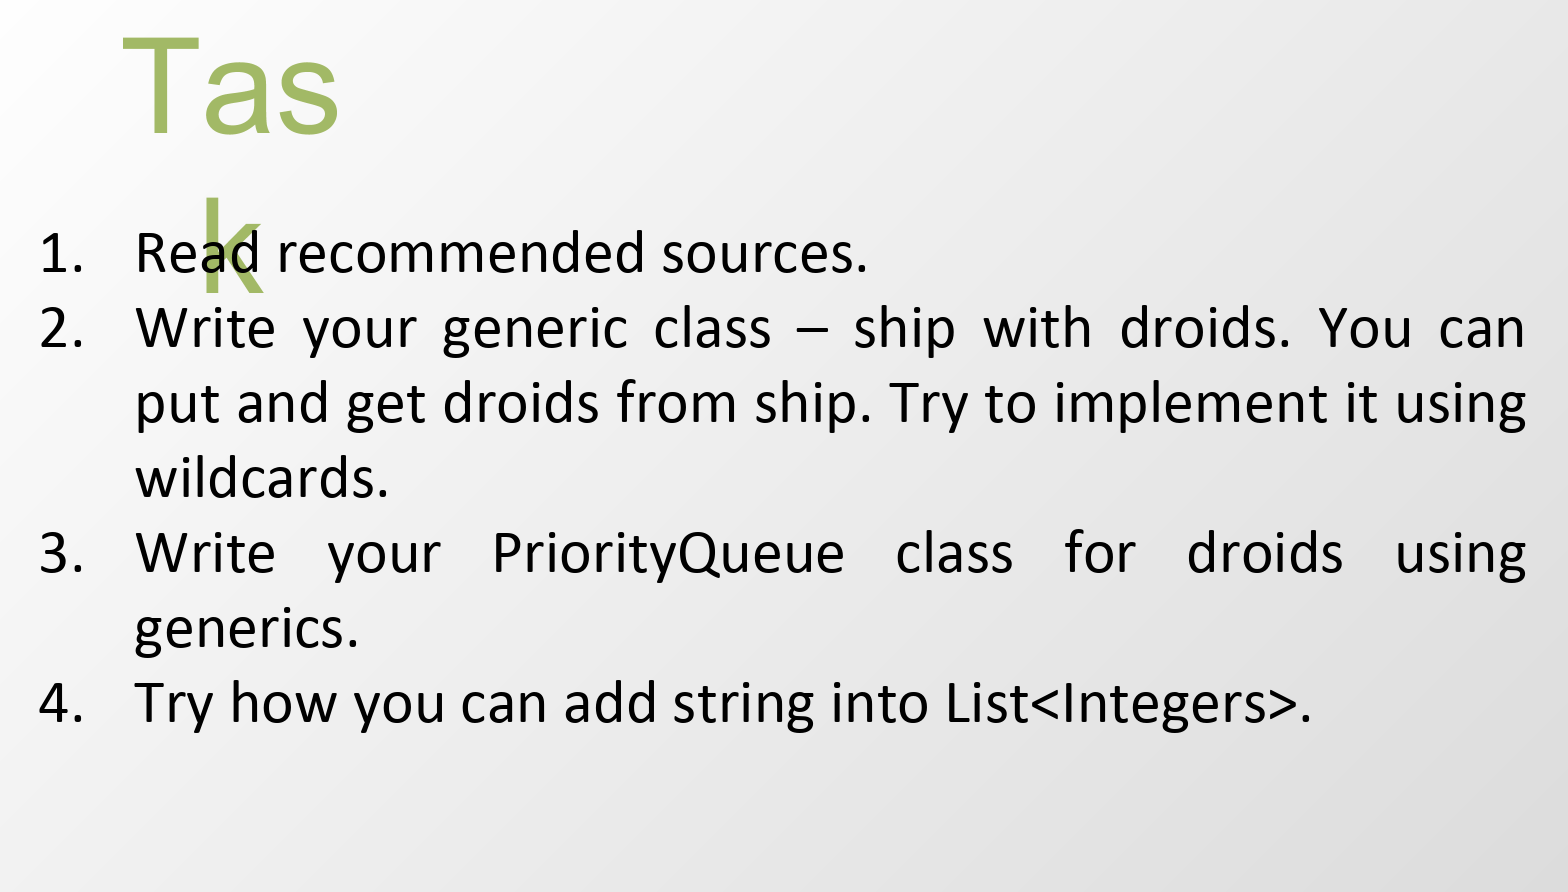 Tas
k
1. Read recommended sources.
2. Write your generic class – ship with droids. You can
put and get droids from ship. Try to implement it using
wildcards.
3. Write your PriorityQueue class for droids using
generics.
4. Try how you can add string into List<Integers>.